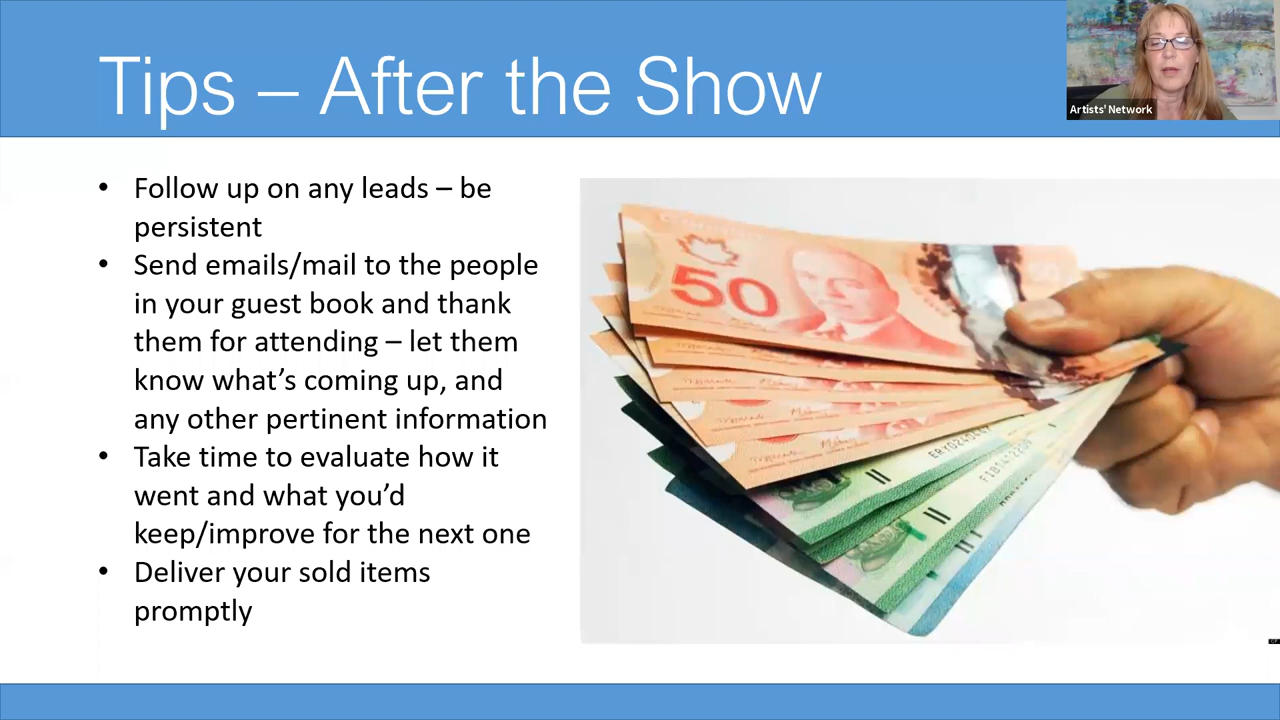 Tips – After the Show
Artists' Network
• Follow up on any leads – be
persistent
• Send emails/mail to the people
in your guest book and thank
them for attending – let them
know what’s coming up, and
any other pertinent information
• Take time to evaluate how it
went and what you’d
keep/improve for the next one
• Deliver your sold items
promptly
50